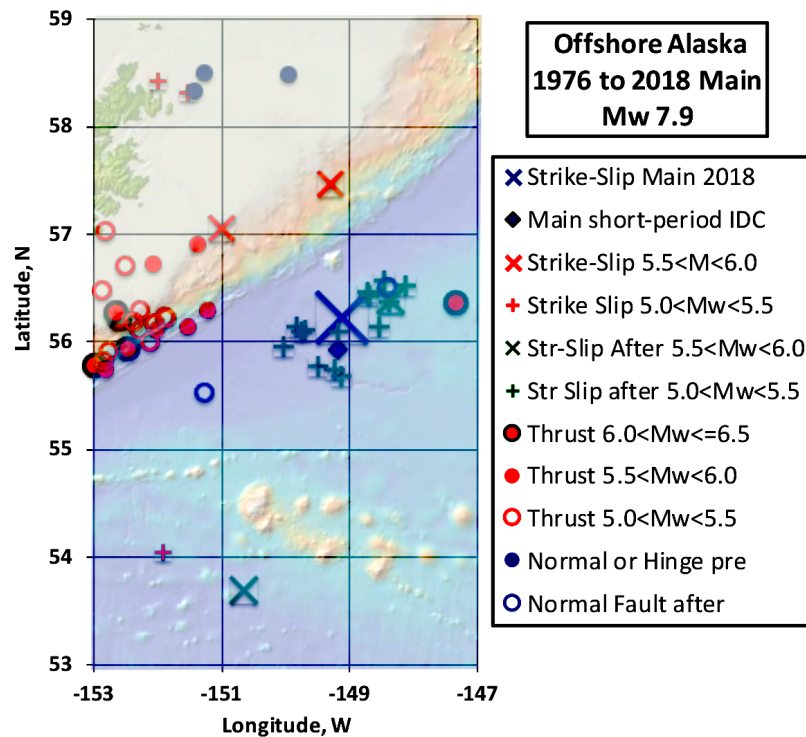 Offshore Alaska
1976 to 2018 Main
Mw 7.9
59
58
57
56
55
54
53
Latitude, N
-153
-151
-149
-147
Longitude, W
Strike-Slip Main 2018
Main short-period IDC
Strike-Slip 5.5<M<6.0
Strike Slip 5.0<Mw<5.5
Str-Slip After 5.5<Mw<6.0
Str Slip after 5.0<Mw<5.5
Thrust 6.0<Mw<=6.5
Thrust 5.5<Mw<6.0
Thrust 5.0<Mw<5.5
Normal or Hinge pre
Normal Fault after